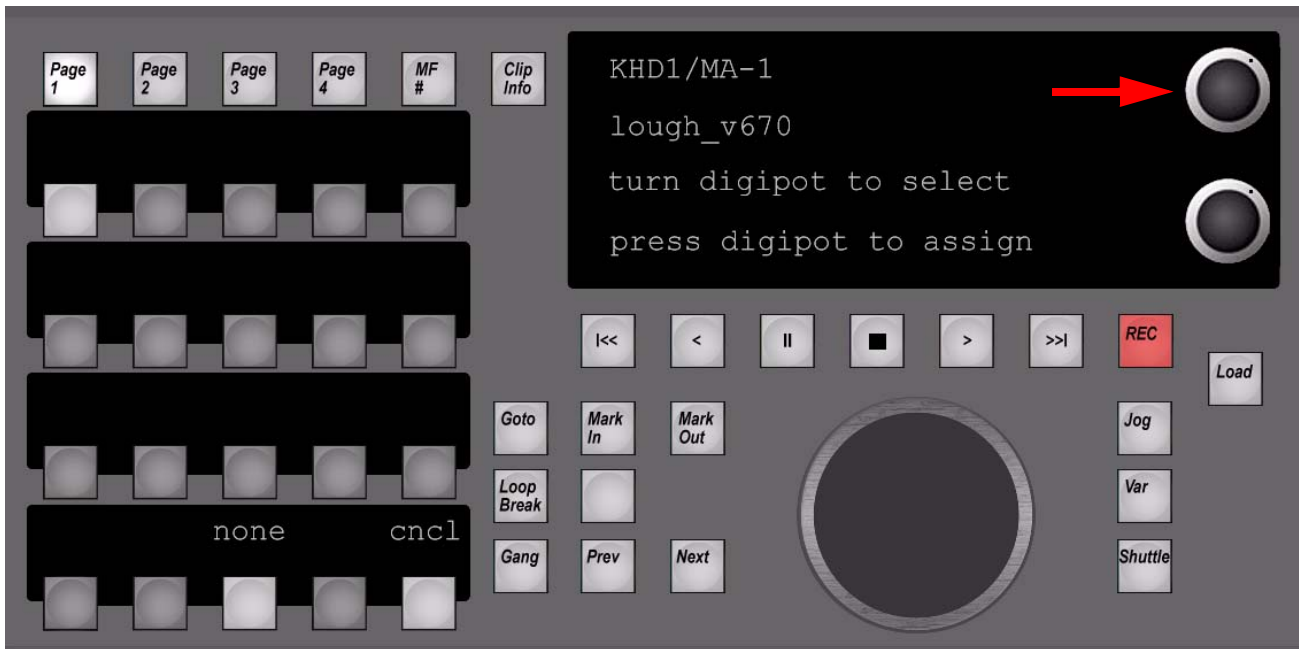 Page
1
Page
2
Page
3
Page
4
MF
#
Clip
Info
KHD1/MA-1
lough_v670
turn digipot to select
press digipot to assign
|<<
<
II
>
>>|
REC
Load
Goto
Mark
In
Mark
Out
Jog
Loop
Break
Var
none
cncl
Gang
Prev
Next
Shuttle